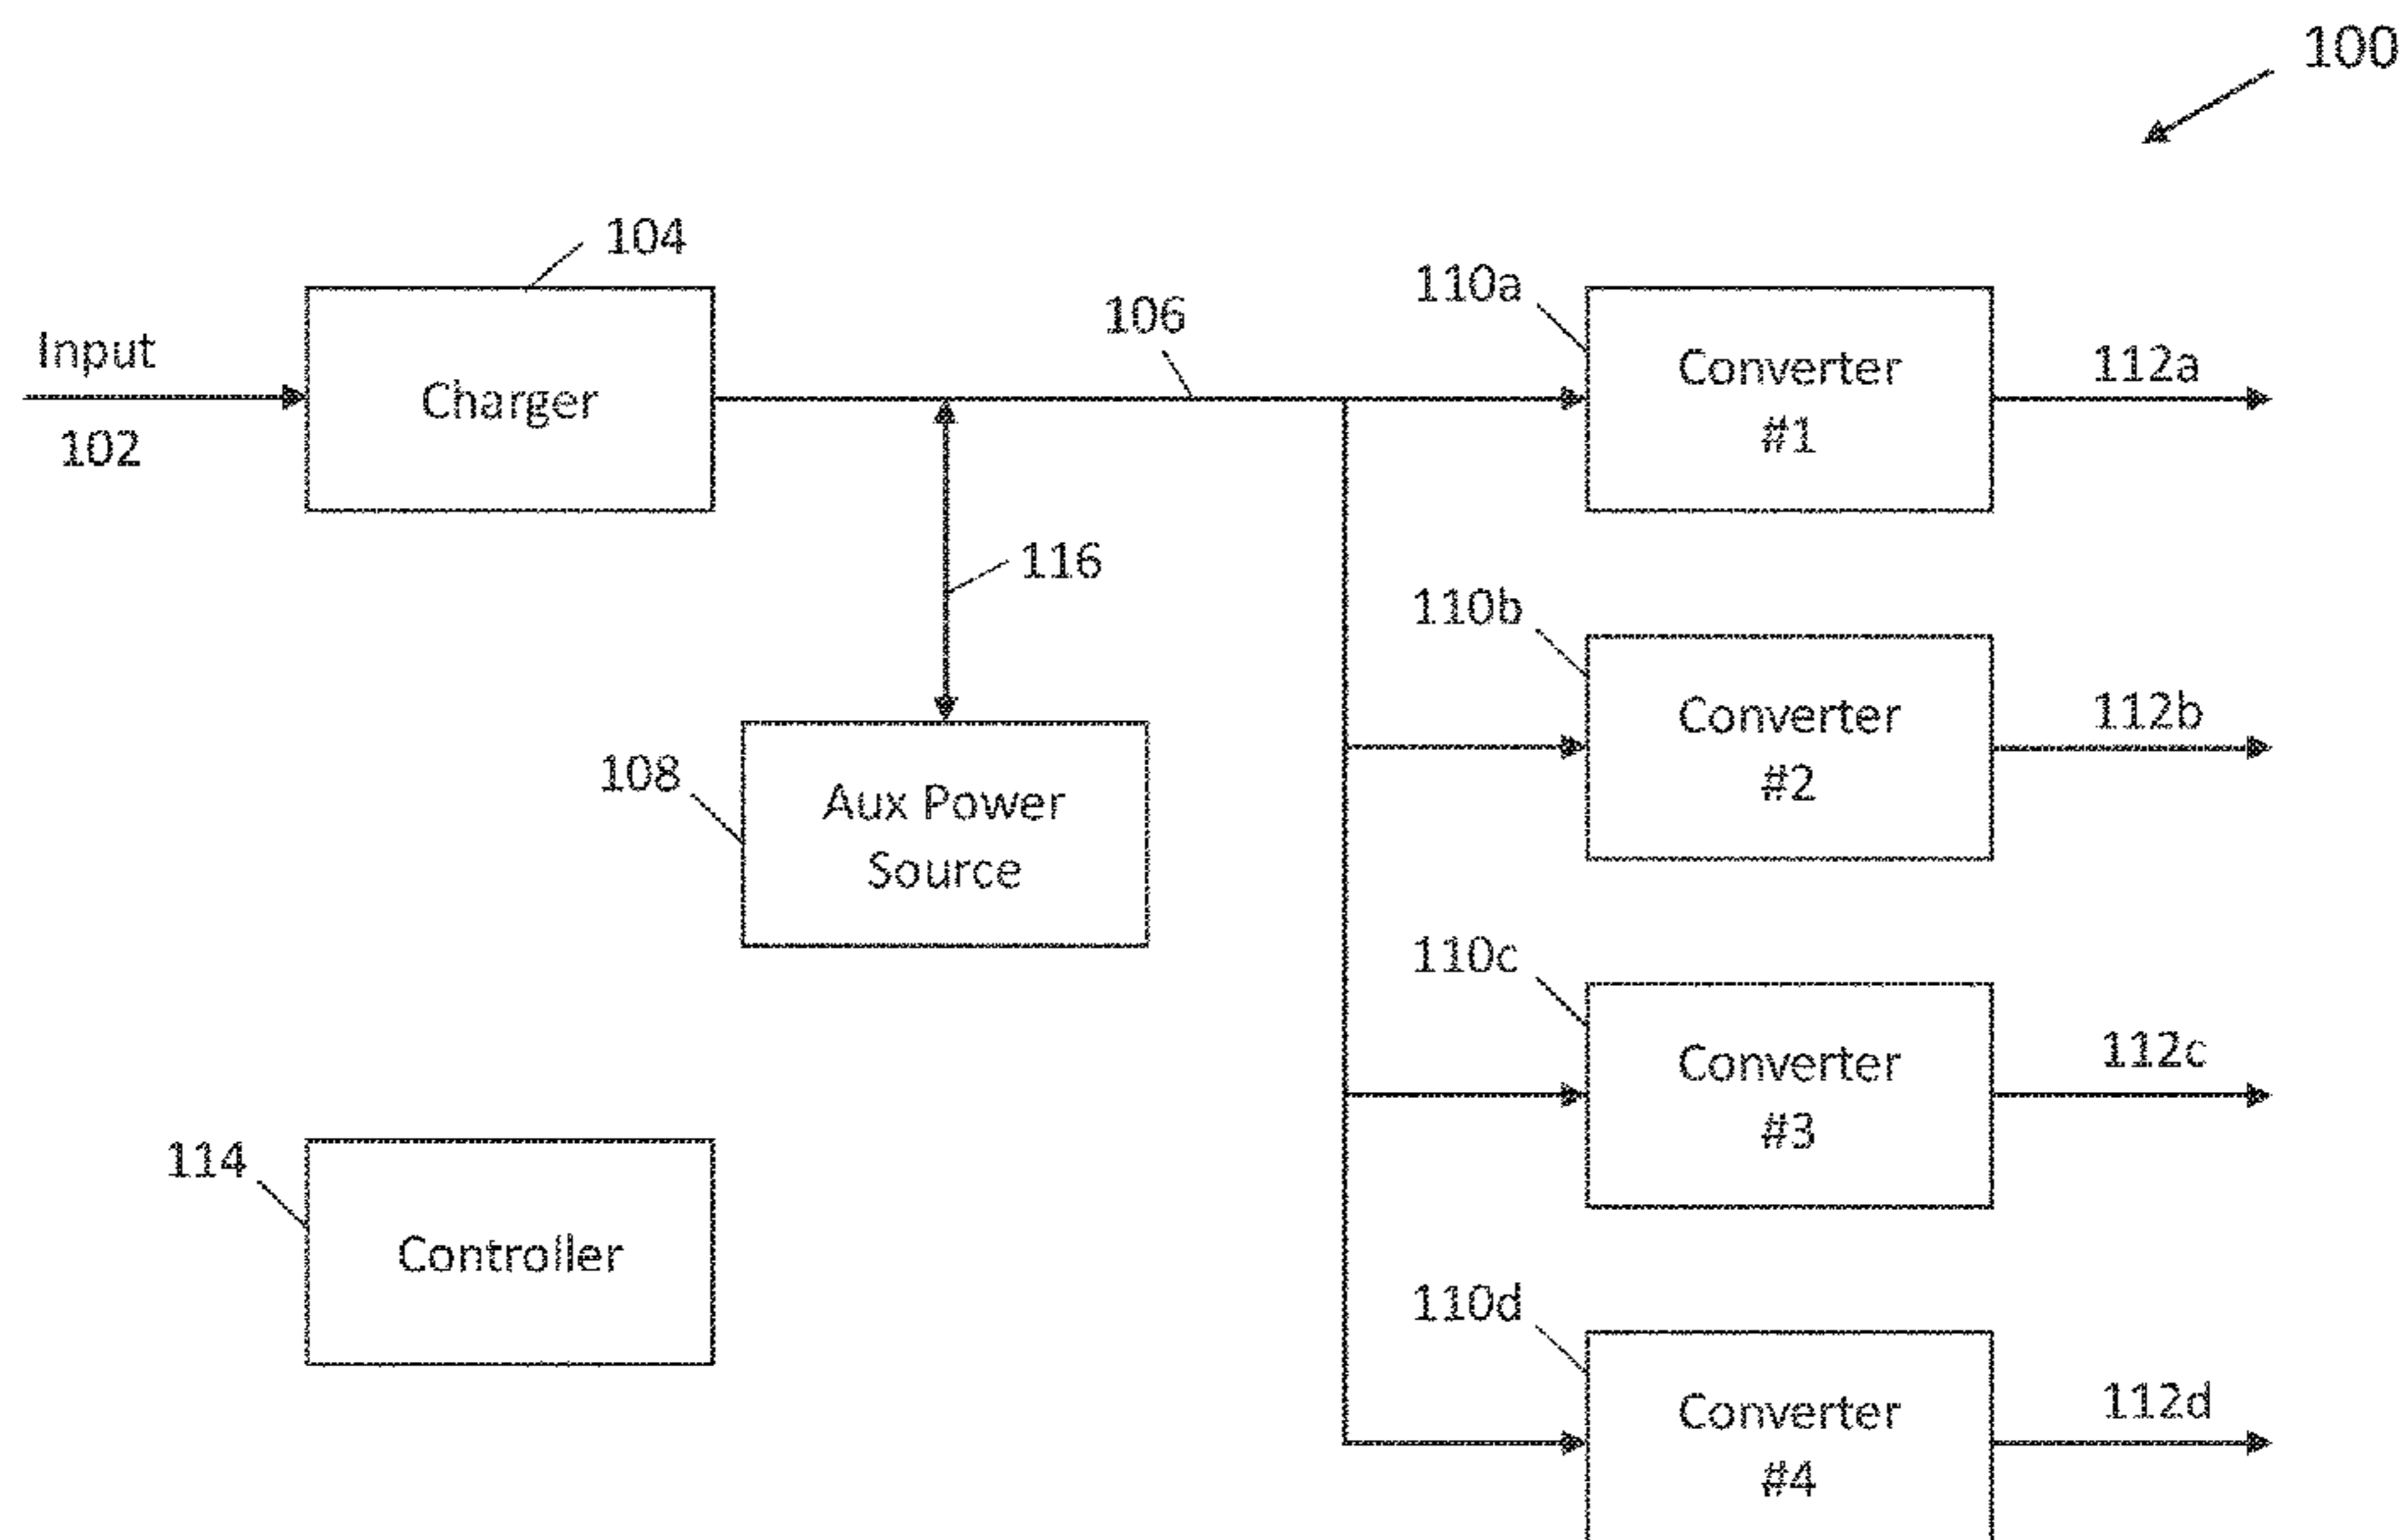 100
104
Input
102
Charger
106
110a
Converter
#1
112a
116
110b
Converter
#2
112b
108
Aux Power
Source
110c
Converter
#3
112c
114
Controller
110d
Converter
#4
112d